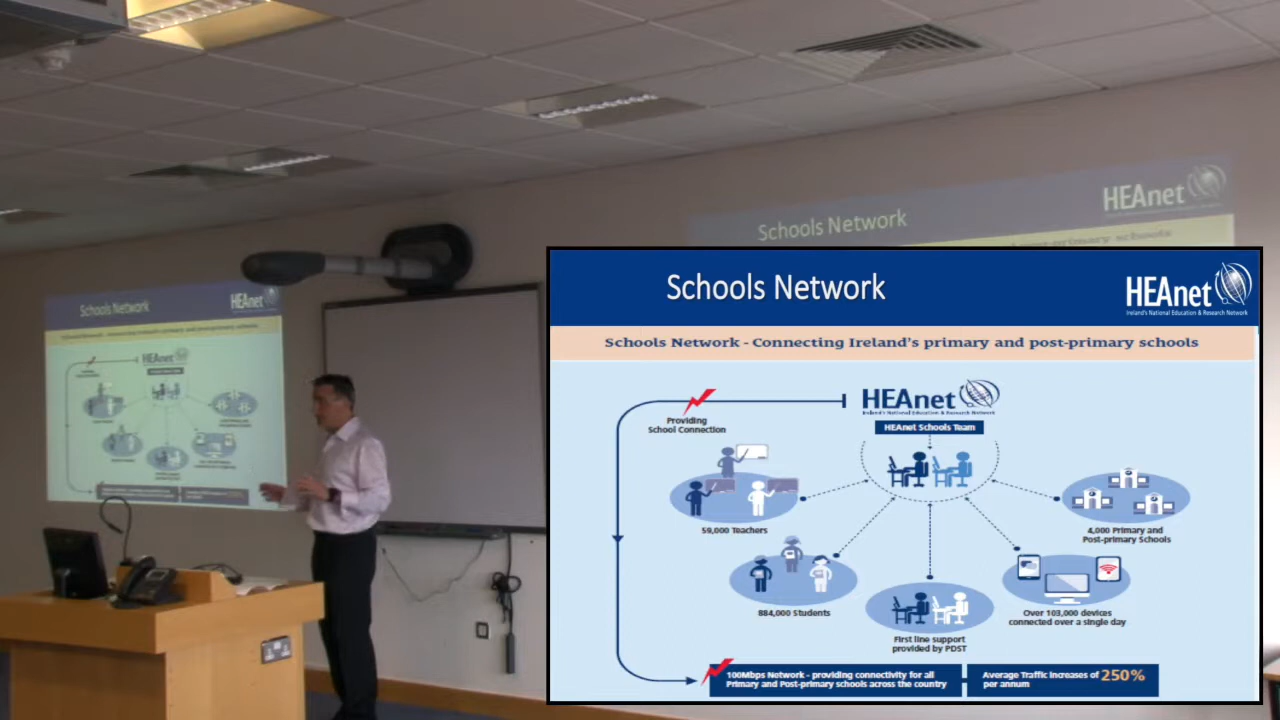 Schools Network
HEAnet
Schools Network
HEAnet
Schools Network
HEAnet
Ireland's National Education & Research Network
Schools Network - Connecting Ireland's primary and post-primary schools
HEAnet
Ireland's National Education & Research Network
HEAnet Schools Team
Providing
School Connection
59,000 Teachers
4,000 Primary and
Post-primary Schools
884,000 Students
Over 103,000 devices
connected over a single day
First line support
provided by PDST
100Mbps Network - providing connectivity for all
Primary and Post-primary schools across the country
Average Traffic Increases of 250%
per annum
HEAnet